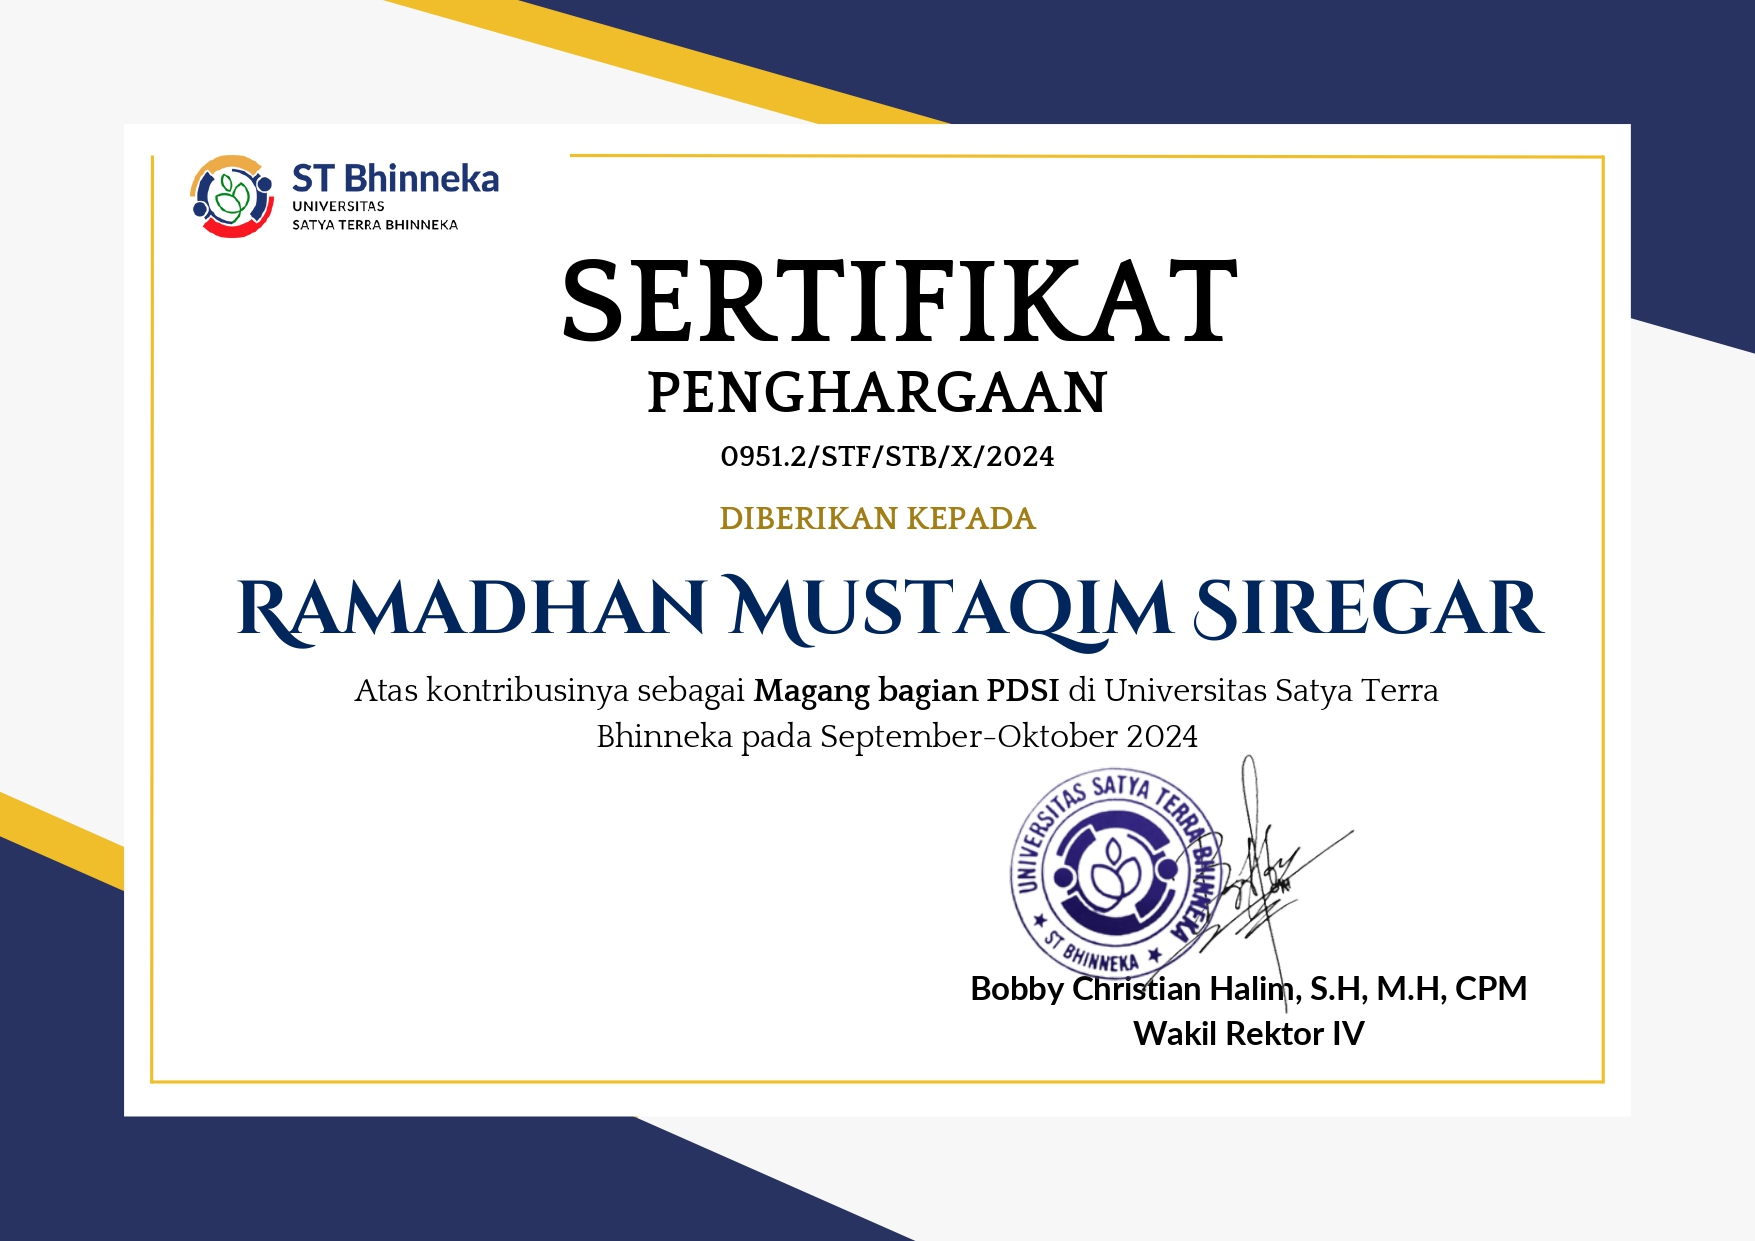 ST Bhinneka
UNIVERSITAS
SATYA TERRA BHINNEKA
SERTIFIKAT
PENGHARGAAN
0951.2/STF/STB/X/2024
DIBERIKAN KEPADA
RAMADHAN MUSTAQIM SIREGAR
Atas kontribusinya sebagai Magang bagian PDSI di Universitas Satya Terra
Bhinneka pada September-Oktober 2024
UNIVERSITAS SATYA TERRA BHINNEKA
★ ST BHINNEKA ★
Bobby Christian Halim, S.H, M.H, CPM
Wakil Rektor IV